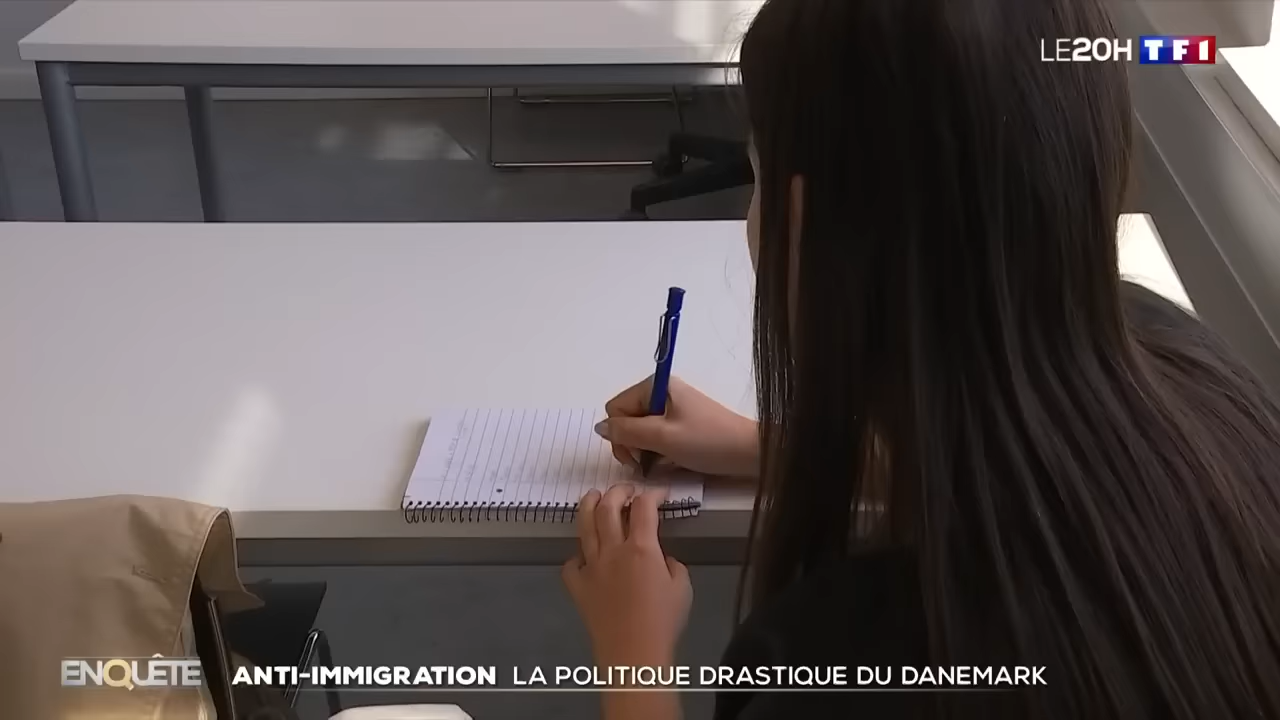 LE20H TF1
ENQUÊTE ANTI-IMMIGRATION LA POLITIQUE DRASTIQUE DU DANEMARK